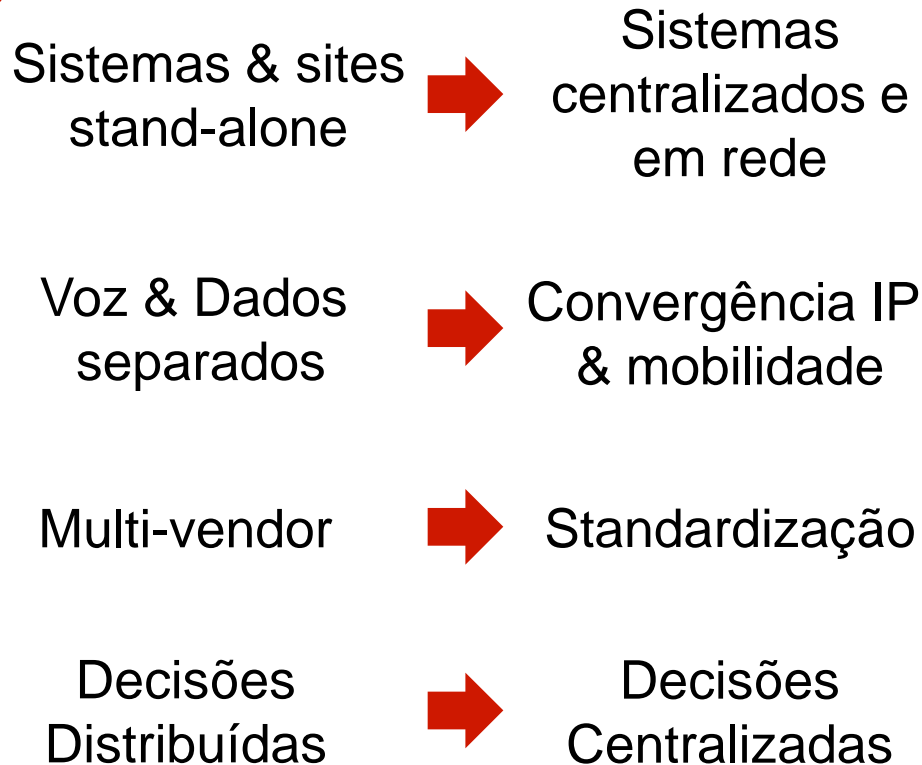 Sistemas & sites
stand-alone
Sistemas
centralizados e
em rede
Voz & Dados
separados
Convergência IP
& mobilidade
Multi-vendor
Standardização
Decisões
Distribuídas
Decisões
Centralizadas